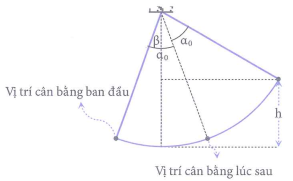 β
α₀
α₀
Vị trí cân bằng ban đầu
h
Vị trí cân bằng lúc sau